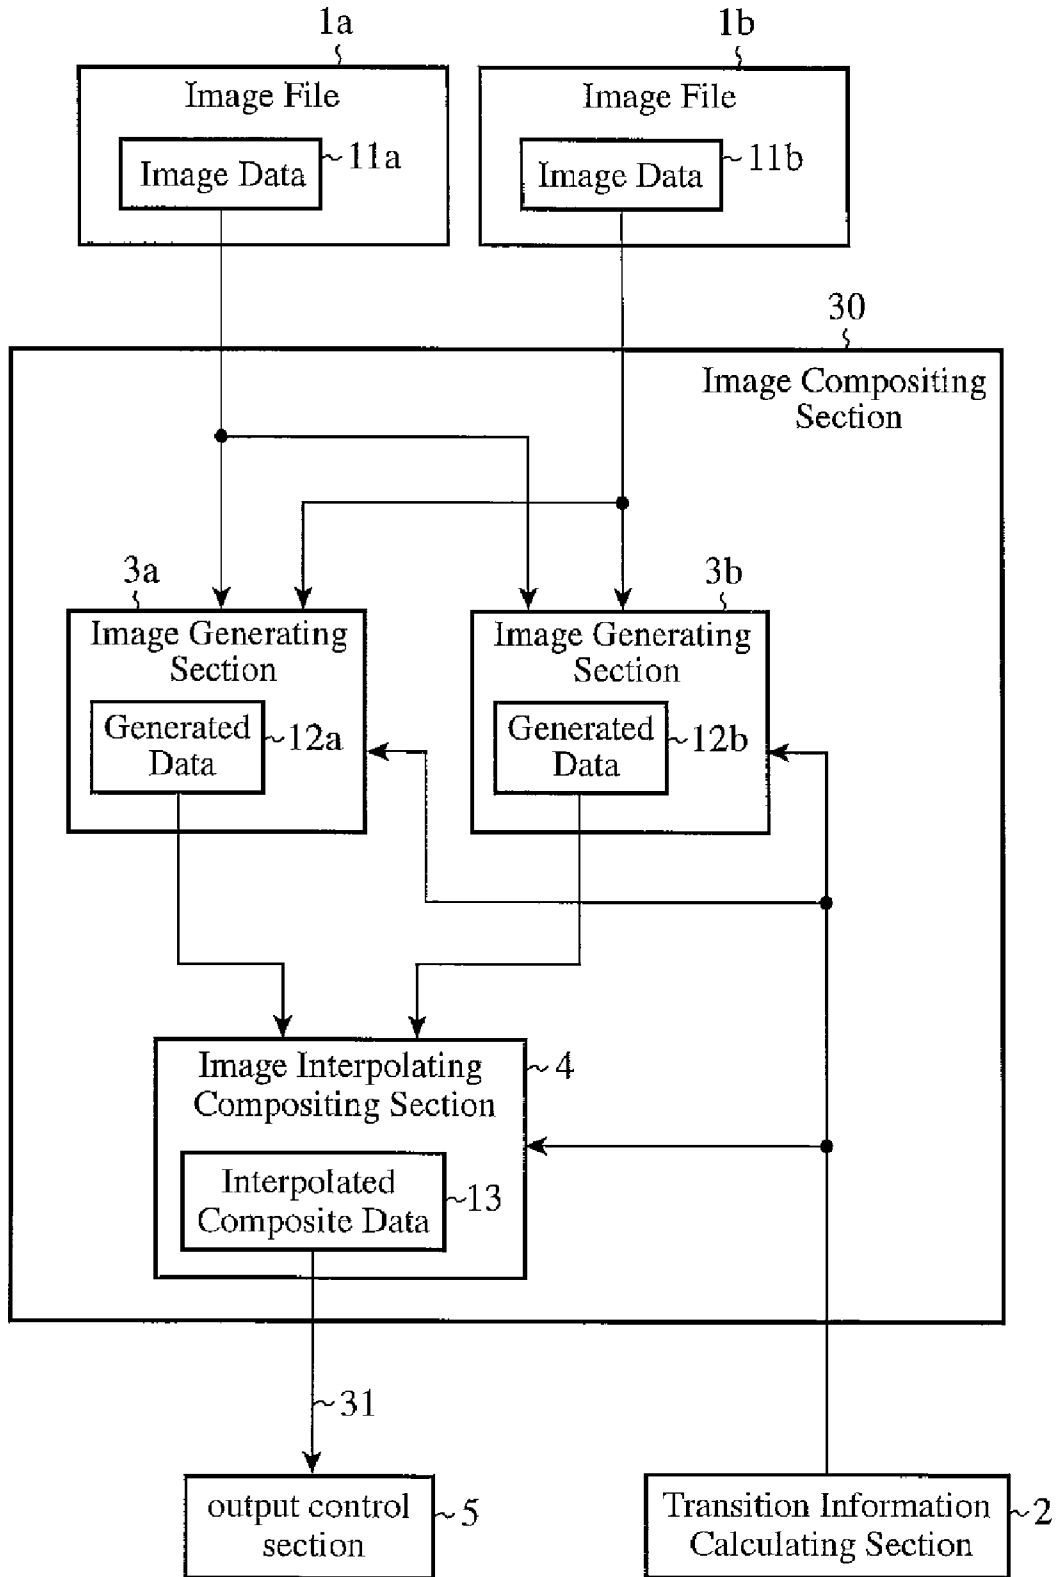 1a
1b
Image File
Image File
Image Data
11a
Image Data
11b
30
Image Compositing
Section
3a
3b
Image Generating
Section
Image Generating
Section
Generated
Data
12a
Generated
Data
12b
Image Interpolating
Compositing Section
4
Interpolated
Composite Data
13
31
output control
section
5
Transition Information
Calculating Section
2